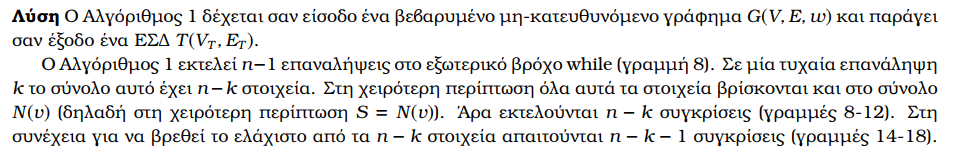 Λύση Ο Αλγόριθμος 1 δέχεται σαν είσοδο ένα βεβαρυμένο μη-κατευθυνόμενο γράφημα G(V, E, w) και παράγει
σαν έξοδο ένα ΕΣΔ T(V_T, E_T).
Ο Αλγόριθμος 1 εκτελεί n−1 επαναλήψεις στο εξωτερικό βρόχο while (γραμμή 8). Σε μία τυχαία επανάληψη
k το σύνολο αυτό έχει n − k στοιχεία. Στη χειρότερη περίπτωση όλα αυτά τα στοιχεία βρίσκονται και στο σύνολο
N(υ) (δηλαδή στη χειρότερη περίπτωση S = N(υ)). Άρα εκτελούνται n − k συγκρίσεις (γραμμές 8-12). Στη
συνέχεια για να βρεθεί το ελάχιστο από τα n − k στοιχεία απαιτούνται n − k − 1 συγκρίσεις (γραμμές 14-18).